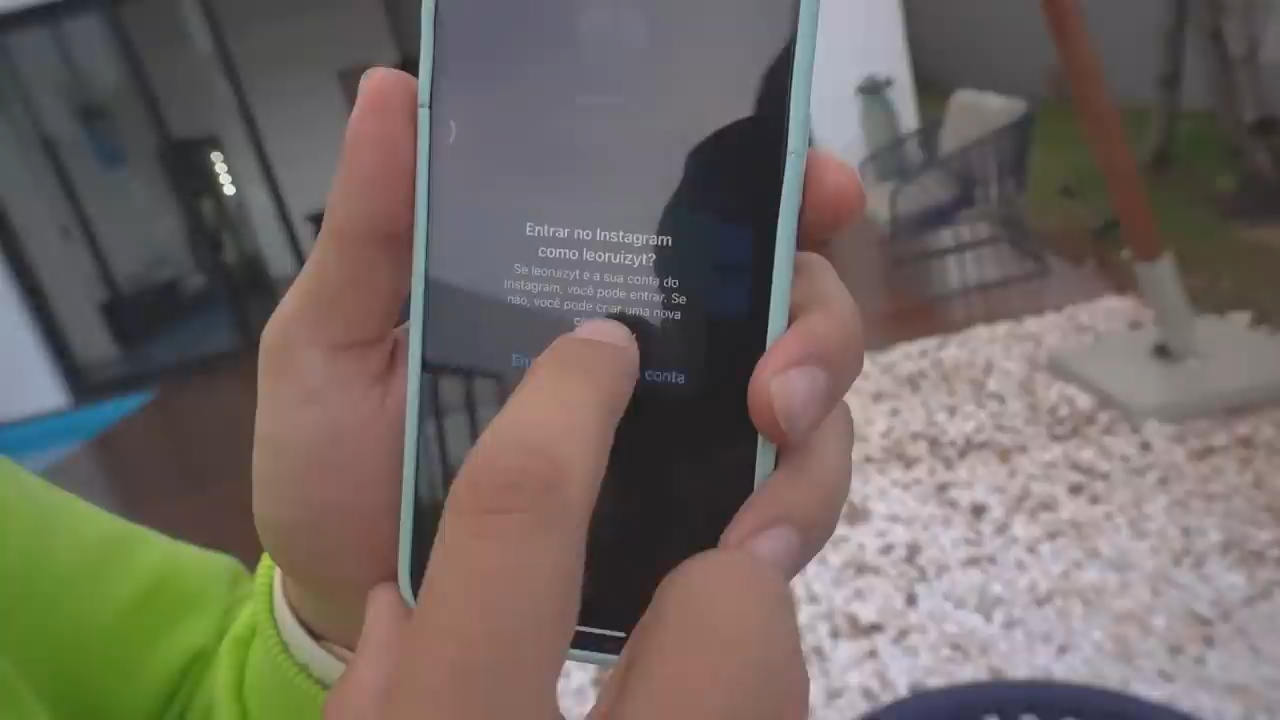 Entrar no Instagram
como leoruizyt?
Se leoruizyt é a sua conta do
Instagram, você pode entrar. Se
não, você pode criar uma nova
conta